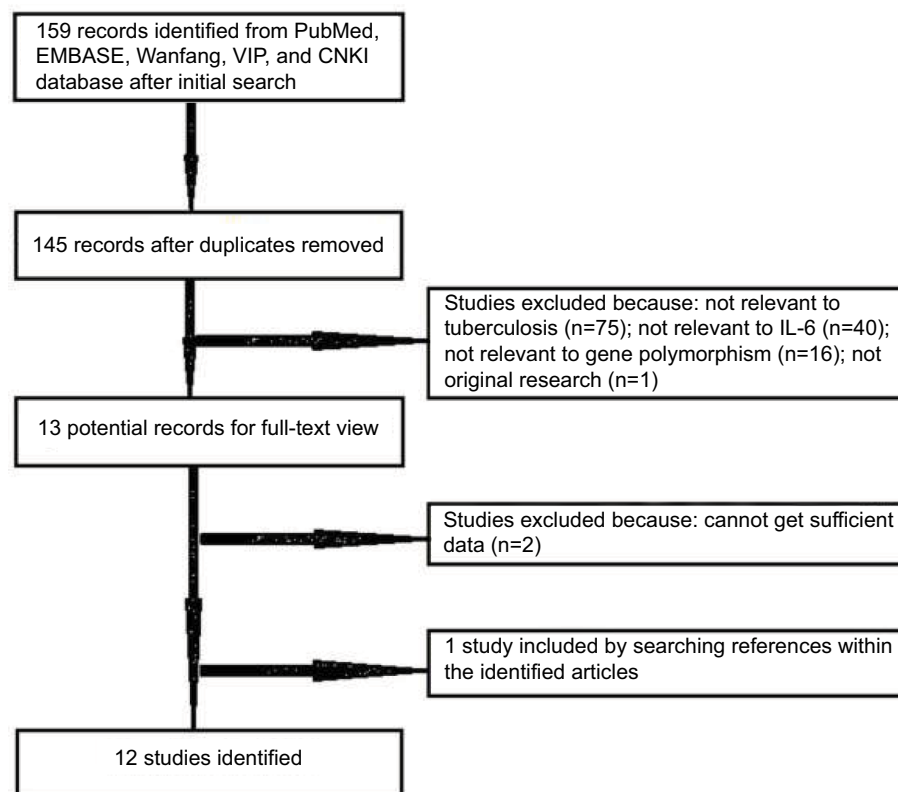 159 records identified from PubMed,
EMBASE, Wanfang, VIP, and CNKI
database after initial search
145 records after duplicates removed
Studies excluded because: not relevant to
tuberculosis (n=75); not relevant to IL-6 (n=40);
not relevant to gene polymorphism (n=16); not
original research (n=1)
13 potential records for full-text view
Studies excluded because: cannot get sufficient
data (n=2)
1 study included by searching references within
the identified articles
12 studies identified